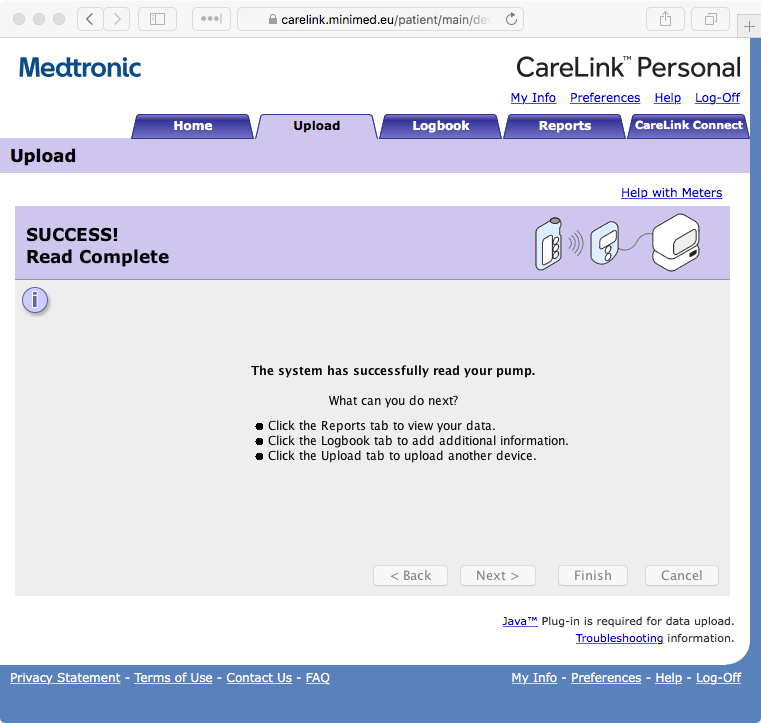 carelink.minimed.eu/patient/main/dev
Medtronic
CareLink™ Personal
My Info Preferences Help Log-Off
Home Upload Logbook Reports CareLink Connect
Upload
Help with Meters
SUCCESS!
Read Complete
i
The system has successfully read your pump.
What can you do next?
● Click the Reports tab to view your data.
● Click the Logbook tab to add additional information.
● Click the Upload tab to upload another device.
< Back Next > Finish Cancel
Java™ Plug-in is required for data upload.
Troubleshooting information.
Privacy Statement - Terms of Use - Contact Us - FAQ My Info - Preferences - Help - Log-Off